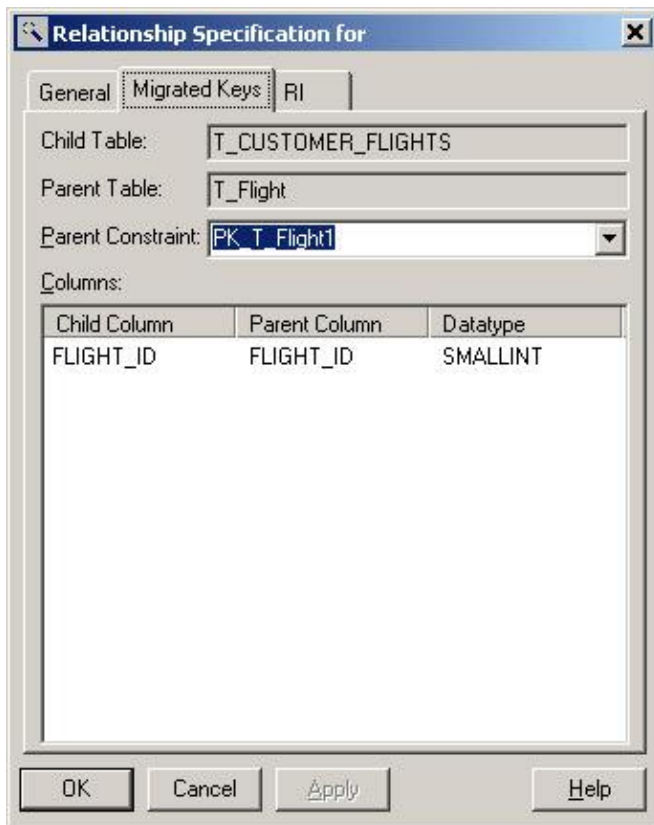 Relationship Specification for
General Migrated Keys RI
Child Table: T_CUSTOMER_FLIGHTS
Parent Table: T_Flight
Parent Constraint: PK_T_Flight1
Columns:
Child Column Parent Column Datatype
FLIGHT_ID FLIGHT_ID SMALLINT
OK Cancel Apply Help